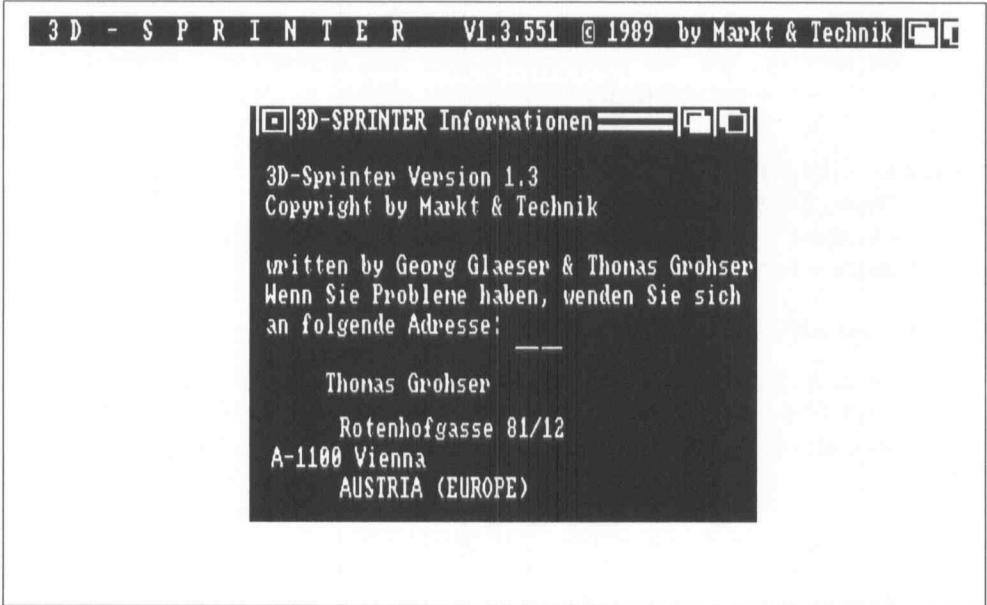 3D - SPRINTER V1.3.551 © 1989 by Markt & Technik
3D-SPRINTER Informationen
3D-Sprinter Version 1.3
Copyright by Markt & Technik
written by Georg Glaeser & Thomas Grohser
Wenn Sie Probleme haben, wenden Sie sich
an folgende Adresse:
Thomas Grohser
Rotenhofgasse 81/12
A-1100 Vienna
AUSTRIA (EUROPE)